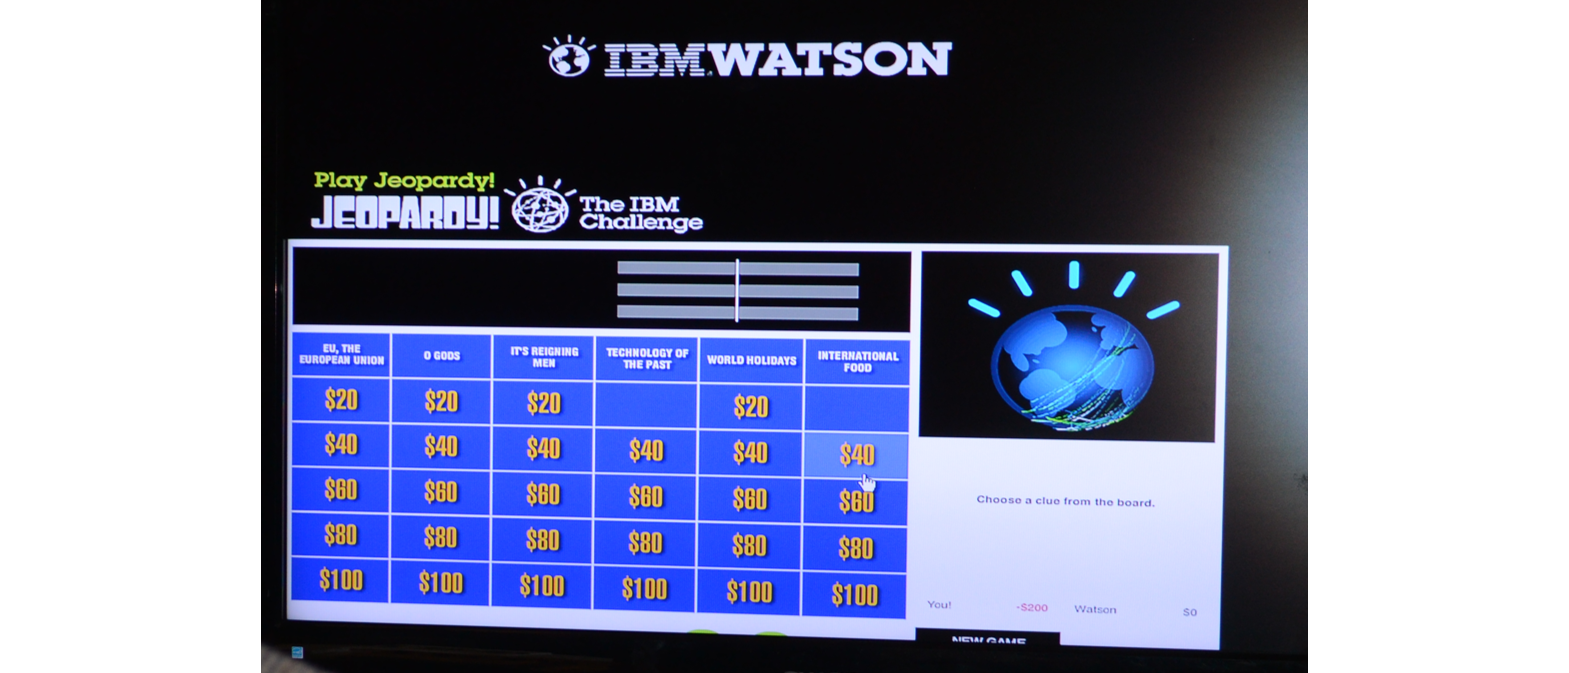 IBM WATSON
Play Jeopardy!
JEOPARDY!
The IBM
Challenge
EU, THE
EUROPEAN UNION
O GODS
IT'S REIGNING
MEN
TECHNOLOGY OF
THE PAST
WORLD HOLIDAYS
INTERNATIONAL
FOOD
$20 $20 $20 $20
$40 $40 $40 $40 $40 $40
$60 $60 $60 $60 $60 $60
$80 $80 $80 $80 $80 $80
$100 $100 $100 $100 $100 $100
Choose a clue from the board.
You! -$200 Watson $0
NEW GAME